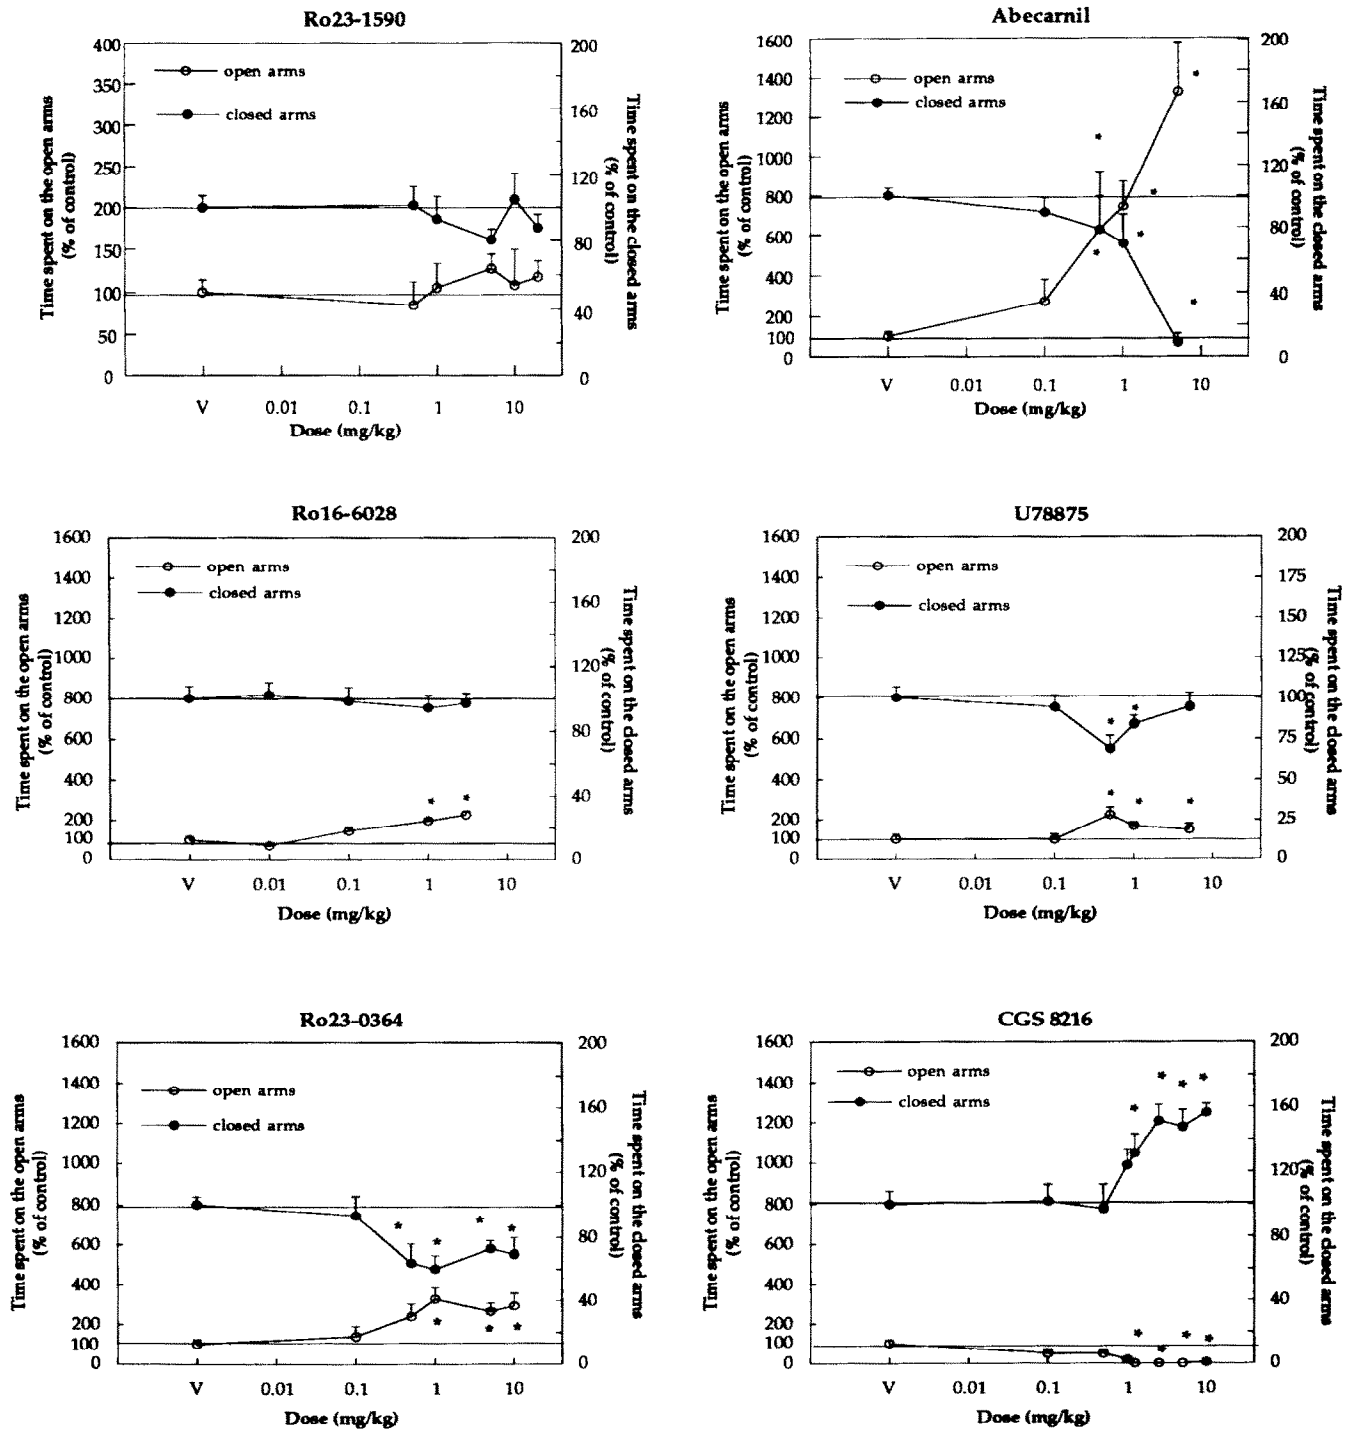 Ro23-1590
400
350
300
200
150
100
50
0
200
160
120
80
40
0
open arms
closed arms
Time spent on the open arms
(% of control)
Time spent on the closed arms
(% of control)
V 0.01 0.1 1 10
Dose (mg/kg)
Abecarnil
1600
1400
1200
1000
800
600
400
200
100
0
200
160
120
80
40
0
open arms
closed arms
Time spent on the open arms
(% of control)
Time spent on the closed arms
(% of control)
* * * * * *
V 0.01 0.1 1 10
Dose (mg/kg)
Ro16-6028
1600
1400
1200
1000
800
600
400
200
100
0
200
160
120
80
40
0
open arms
closed arms
Time spent on the open arms
(% of control)
Time spent on the closed arms
(% of control)
* *
V 0.01 0.1 1 10
Dose (mg/kg)
U78875
1600
1400
1200
1000
800
600
400
200
100
0
200
175
150
125
100
75
50
25
0
open arms
closed arms
Time spent on the open arms
(% of control)
Time spent on the closed arms
(% of control)
* *
* * *
V 0.01 0.1 1 10
Dose (mg/kg)
Ro23-0364
1600
1400
1200
1000
800
600
400
200
100
0
200
160
120
80
40
0
open arms
closed arms
Time spent on the open arms
(% of control)
Time spent on the closed arms
(% of control)
* * * *
* * *
V 0.01 0.1 1 10
Dose (mg/kg)
CGS 8216
1600
1400
1200
1000
800
600
400
200
100
0
200
160
120
80
40
0
open arms
closed arms
Time spent on the open arms
(% of control)
Time spent on the closed arms
(% of control)
* * * *
* * * *
V 0.01 0.1 1 10
Dose (mg/kg)